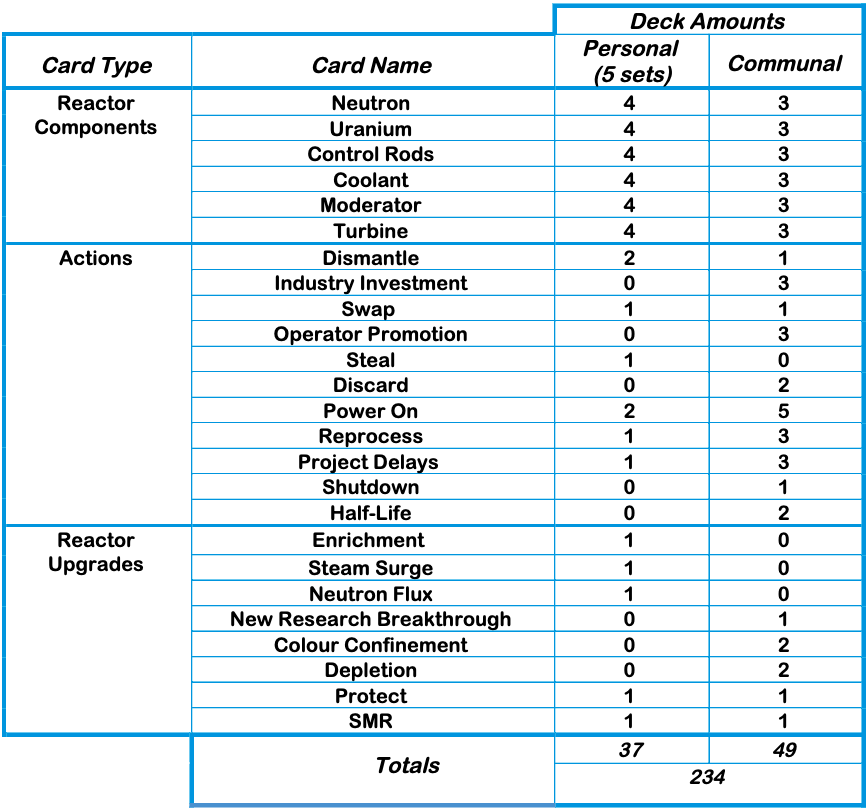 Deck Amounts
Card Type Card Name Personal (5 sets) Communal
Reactor Components Neutron 4 3
Uranium 4 3
Control Rods 4 3
Coolant 4 3
Moderator 4 3
Turbine 4 3
Actions Dismantle 2 1
Industry Investment 0 3
Swap 1 1
Operator Promotion 0 3
Steal 1 0
Discard 0 2
Power On 2 5
Reprocess 1 3
Project Delays 1 3
Shutdown 0 1
Half-Life 0 2
Reactor Upgrades Enrichment 1 0
Steam Surge 1 0
Neutron Flux 1 0
New Research Breakthrough 0 1
Colour Confinement 0 2
Depletion 0 2
Protect 1 1
SMR 1 1
Totals 37 49
234